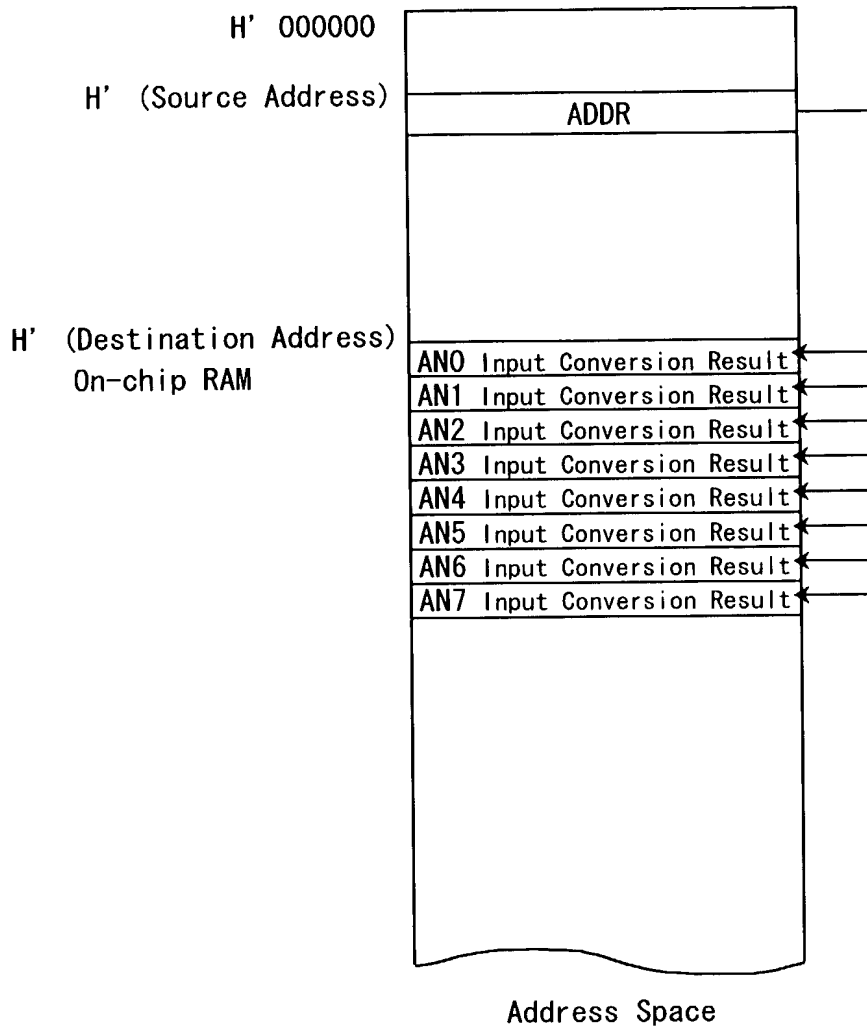 H' 000000
H' (Source Address)
ADDR
H' (Destination Address)
On-chip RAM
AN0 Input Conversion Result
AN1 Input Conversion Result
AN2 Input Conversion Result
AN3 Input Conversion Result
AN4 Input Conversion Result
AN5 Input Conversion Result
AN6 Input Conversion Result
AN7 Input Conversion Result
Address Space